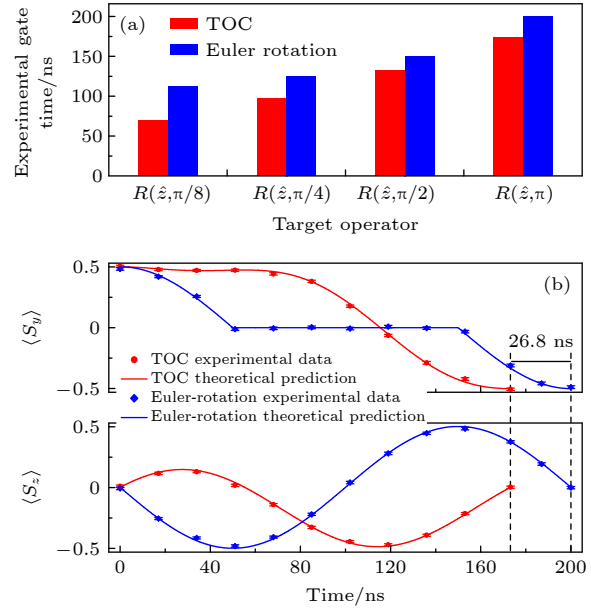 (a)
TOC
Euler rotation
Experimental gate
time/ns
200
150
100
50
0
R(ẑ,π/8) R(ẑ,π/4) R(ẑ,π/2) R(ẑ,π)
Target operator
(b)
0.5
0
−0.5
⟨Sy⟩
26.8 ns
TOC experimental data
TOC theoretical prediction
Euler-rotation experimental data
Euler-rotation theoretical prediction
0.5
0
−0.5
⟨Sz⟩
0 40 80 120 160 200
Time/ns